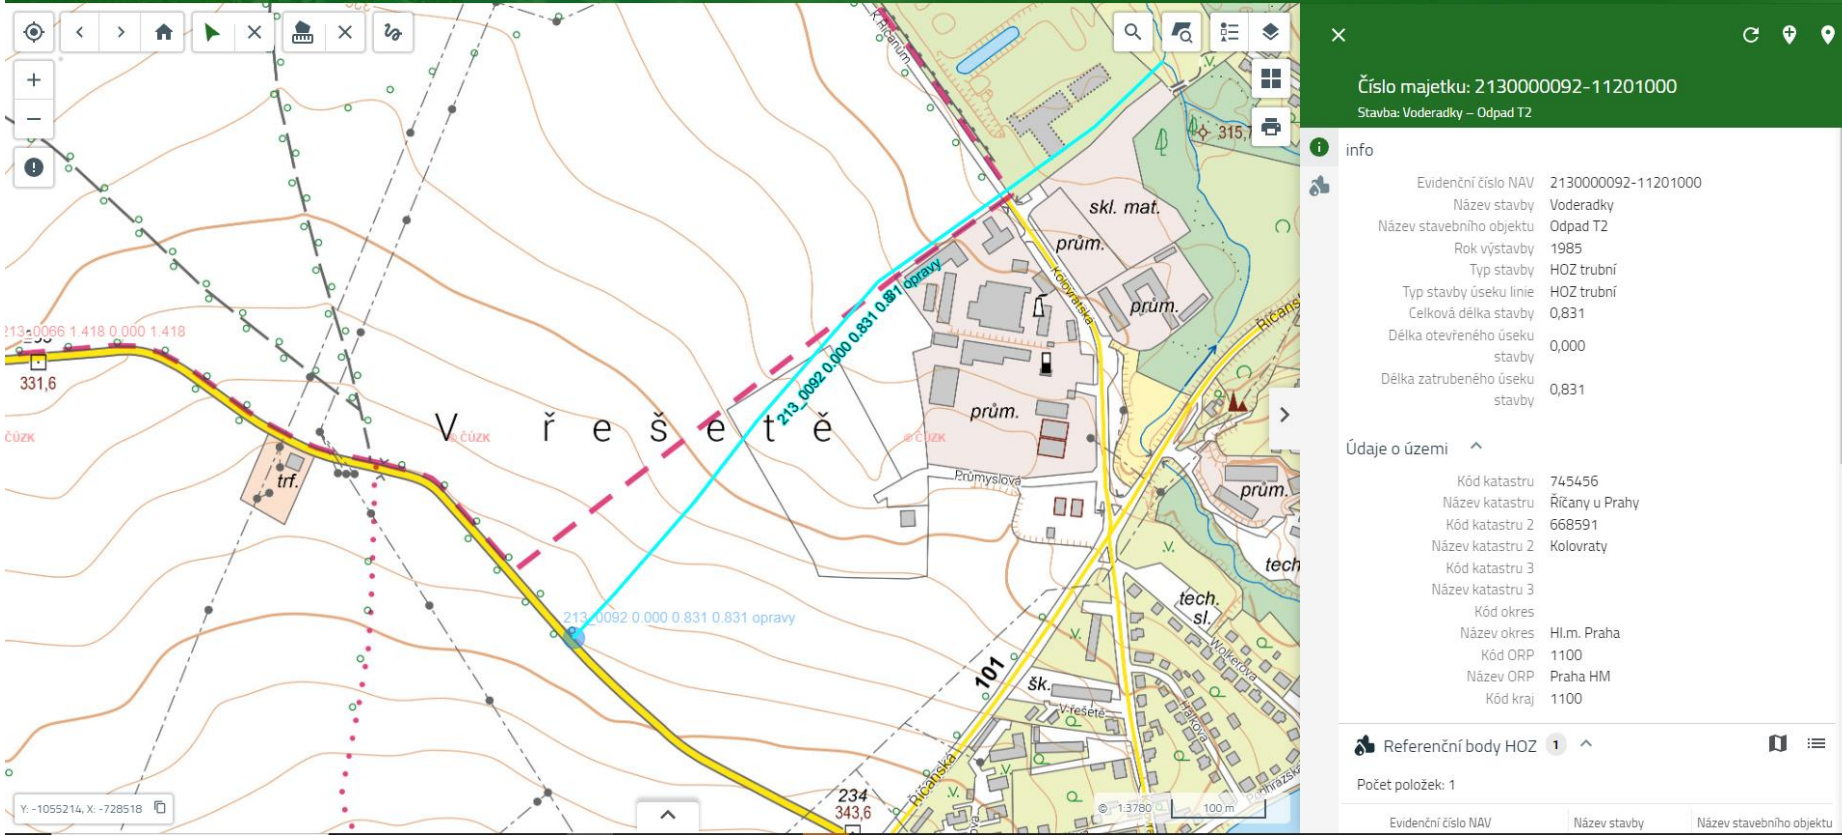 K Říčanům
315,7
skl. mat.
prům.
Kolovratská
prům.
213_0092 0.000 0.831 0.831 opravy
213_0066 1.418 0.000 1.418
331,6
V řešetě
© ČÚZK
ČÚZK
prům.
Průmyslová
trf.
prům.
tech
213_0092 0.000 0.831 0.831 opravy
tech.
sl.
Wolkerova
101
šk.
V řešetě
Hálkova
Říčanská
234
343,6
Y: -1055214, X: -728518
© 1:3780
100 m
Číslo majetku: 2130000092-11201000
Stavba: Voderadky – Odpad T2
info
Evidenční číslo NAV 2130000092-11201000
Název stavby Voderadky
Název stavebního objektu Odpad T2
Rok výstavby 1985
Typ stavby HOZ trubní
Typ stavby úseku linie HOZ trubní
Celková délka stavby 0,831
Délka otevřeného úseku
stavby 0,000
Délka zatrubeného úseku
stavby 0,831
Údaje o území
Kód katastru 745456
Název katastru Říčany u Prahy
Kód katastru 2 668591
Název katastru 2 Kolovraty
Kód katastru 3
Název katastru 3
Kód okres
Název okres Hl.m. Praha
Kód ORP 1100
Název ORP Praha HM
Kód kraj 1100
Referenční body HOZ 1
Počet položek: 1
Evidenční číslo NAV Název stavby Název stavebního objektu